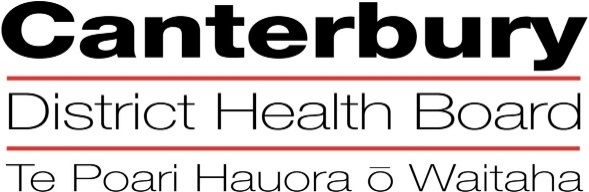 Canterbury
District Health Board
Te Poari Hauora ō Waitaha